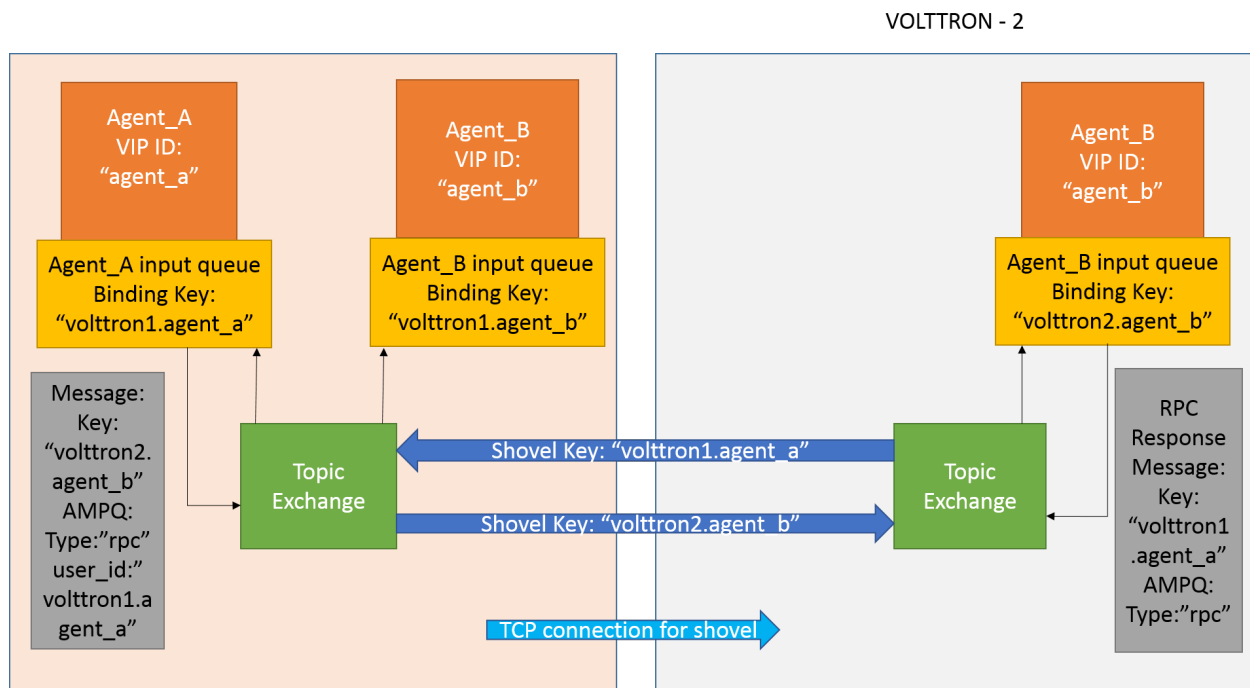 VOLTTRON - 2
Agent_A
VIP ID:
“agent_a”
Agent_B
VIP ID:
“agent_b”
Agent_B
VIP ID:
“agent_b”
Agent_A input queue
Binding Key:
“volttron1.agent_a”
Agent_B input queue
Binding Key:
“volttron1.agent_b”
Agent_B input queue
Binding Key:
“volttron2.agent_b”
Message:
Key:
“volttron2.
agent_b”
AMPQ:
Type:”rpc”
user_id:”
volttron1.a
gent_a”
Topic
Exchange
Shovel Key: “volttron1.agent_a”
Shovel Key: “volttron2.agent_b”
Topic
Exchange
RPC
Response
Message:
Key:
“volttron1
.agent_a”
AMPQ:
Type:”rpc”
TCP connection for shovel